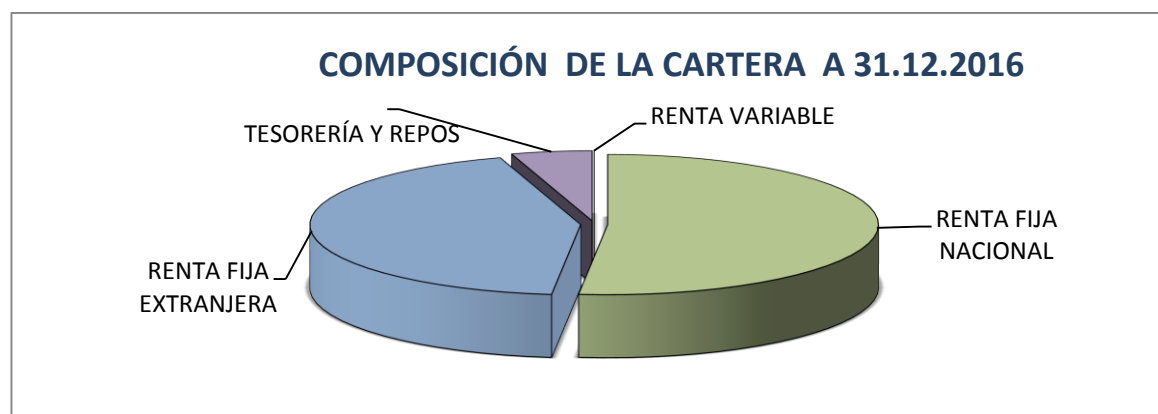 COMPOSICIÓN DE LA CARTERA A 31.12.2016
TESORERÍA Y REPOS
RENTA VARIABLE
RENTA FIJA
NACIONAL
RENTA FIJA
EXTRANJERA